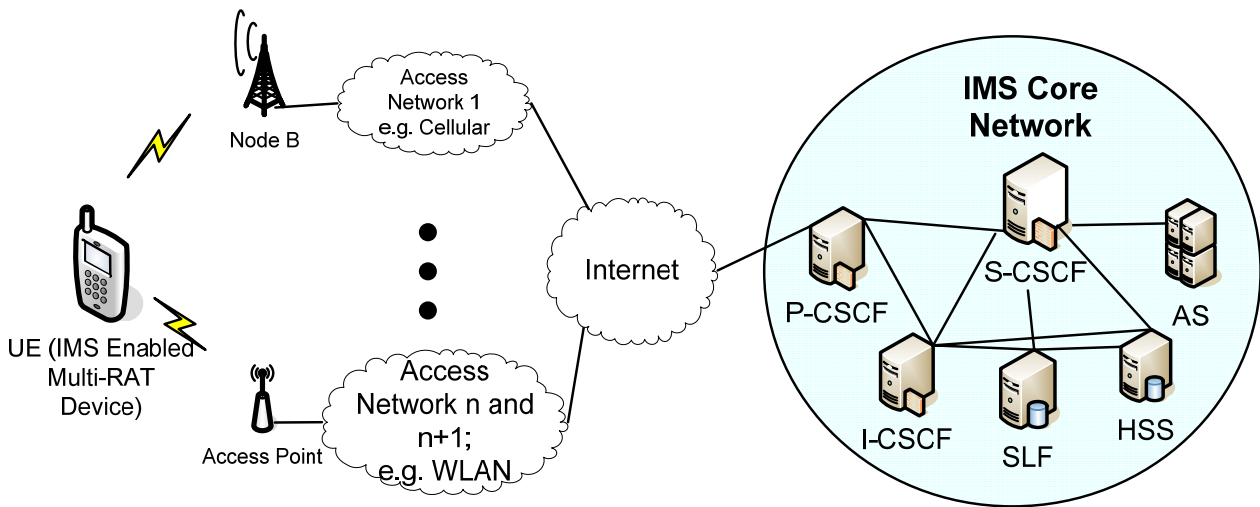 Access
Network 1
e.g. Cellular
Node B
UE (IMS Enabled
Multi-RAT
Device)
Access Point
Access
Network n and
n+1;
e.g. WLAN
Internet
IMS Core
Network
P-CSCF
S-CSCF
AS
I-CSCF
SLF
HSS